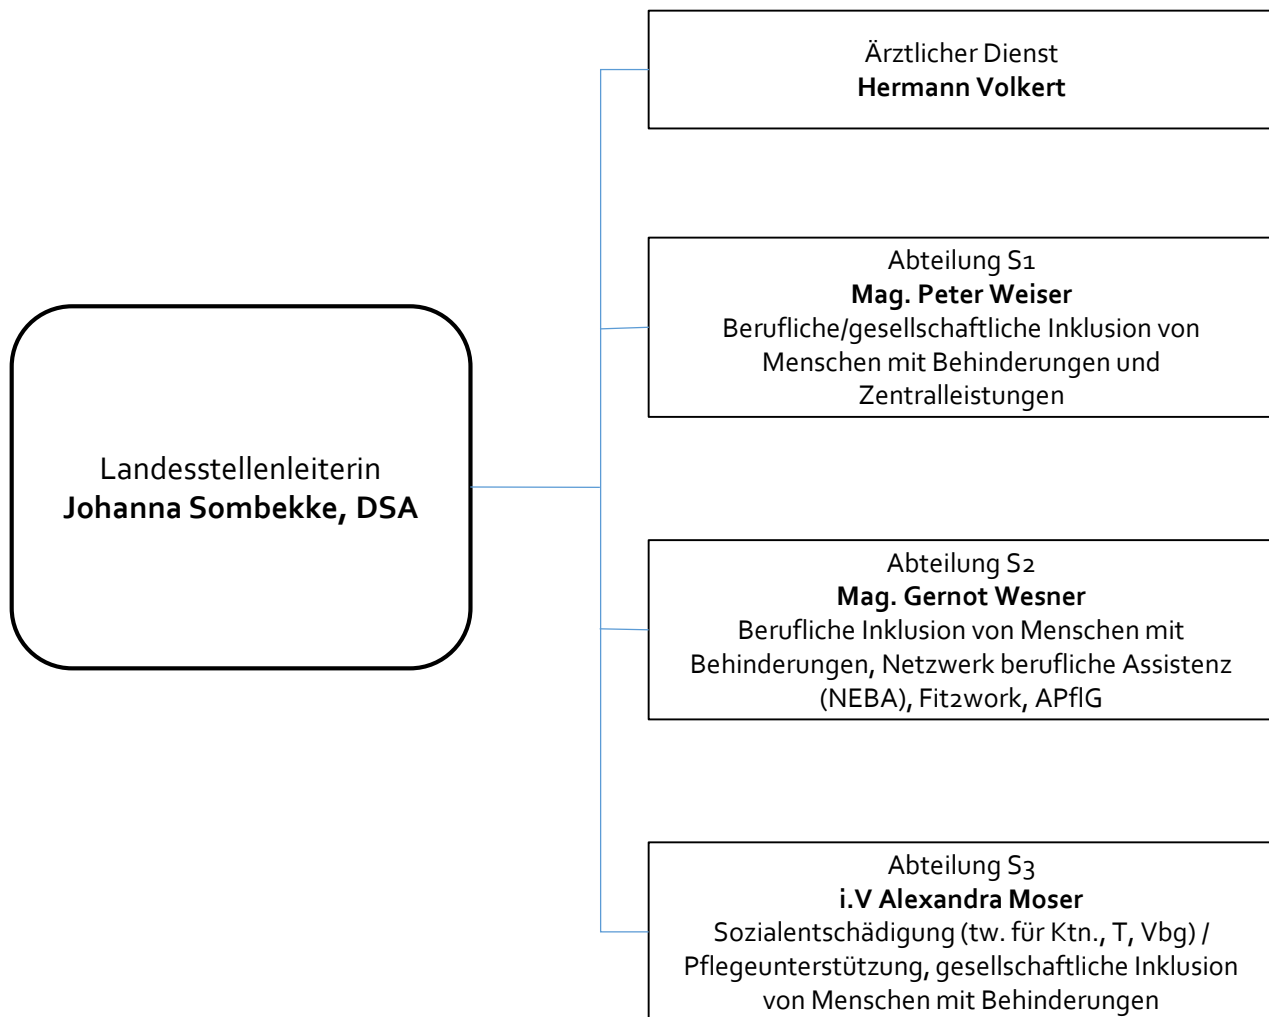 Ärztlicher Dienst
Hermann Volkert
Abteilung S1
Mag. Peter Weiser
Berufliche/gesellschaftliche Inklusion von
Menschen mit Behinderungen und
Zentralleistungen
Landesstellenleiterin
Johanna Sombekke, DSA
Abteilung S2
Mag. Gernot Wesner
Berufliche Inklusion von Menschen mit
Behinderungen, Netzwerk berufliche Assistenz
(NEBA), Fit2work, APflG
Abteilung S3
i.V Alexandra Moser
Sozialentschädigung (tw. für Ktn., T, Vbg) /
Pflegeunterstützung, gesellschaftliche Inklusion
von Menschen mit Behinderungen